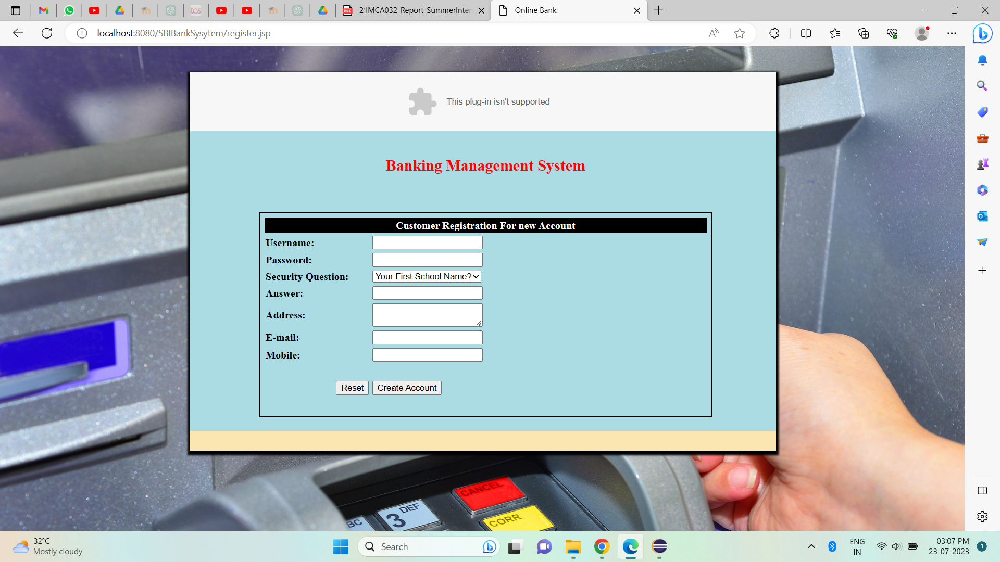 21MCA032_Report_SummerInter
Online Bank
localhost:8080/SBIBankSysytem/register.jsp
This plug-in isn't supported
Banking Management System
Customer Registration For new Account
Username:
Password:
Security Question: Your First School Name?
Answer:
Address:
E-mail:
Mobile:
Reset Create Account
CANCEL
3 DEF
BC
CORR
32°C
Mostly cloudy
Search
ENG
IN
03:07 PM
23-07-2023
1